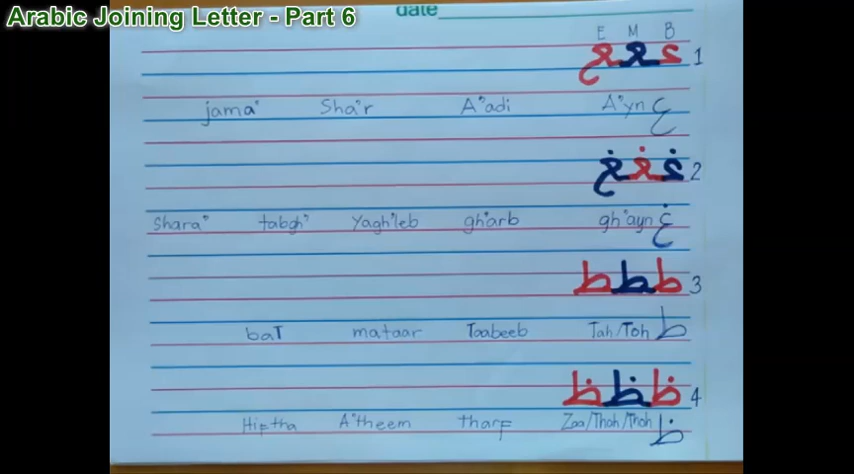 Arabic Joining Letter - Part 6
date
E M B
ععع 1
jama' Sha'r A'adi A'yn ع
غغغ 2
Shara' tabgh' Yagh'leb gh'arb gh'ayn غ
ططط 3
baT mataar Taabeeb Tah/Toh ط
ظظظ 4
Hiftha A'theem tharf Zaa/Thah/Thoh ظ